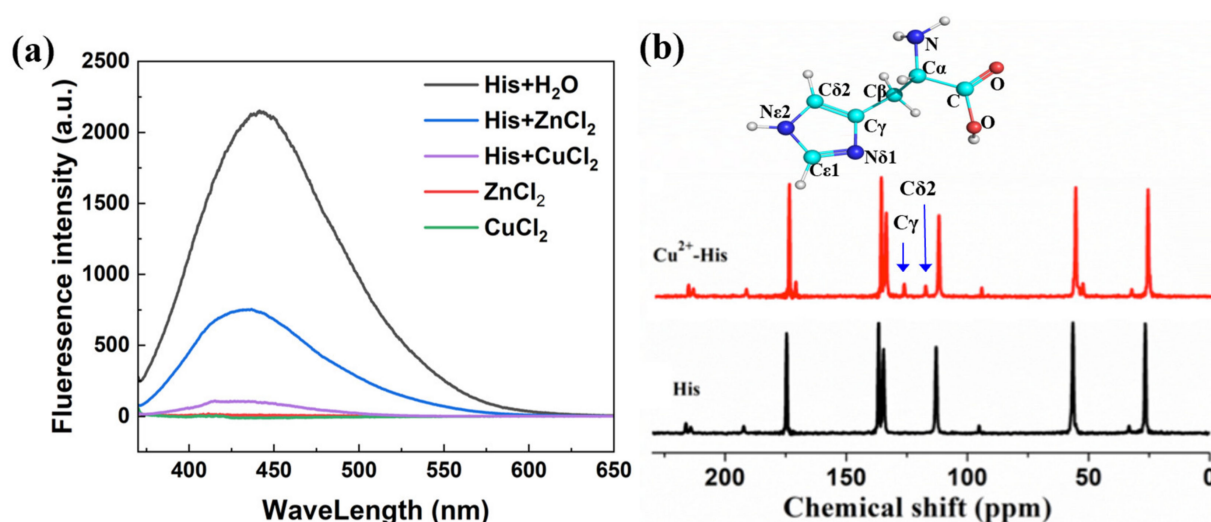 (a)
Flueresence intensity (a.u.)
2500
2000
1500
1000
500
0
His+H₂O
His+ZnCl₂
His+CuCl₂
ZnCl₂
CuCl₂
400 450 500 550 600 650
WaveLength (nm)
(b)
N
Cα
O
Cβ
C
Cδ2
O
Nε2
Cγ
Nδ1
Cε1
Cδ2
Cγ
Cu²⁺-His
His
200 150 100 50 0
Chemical shift (ppm)